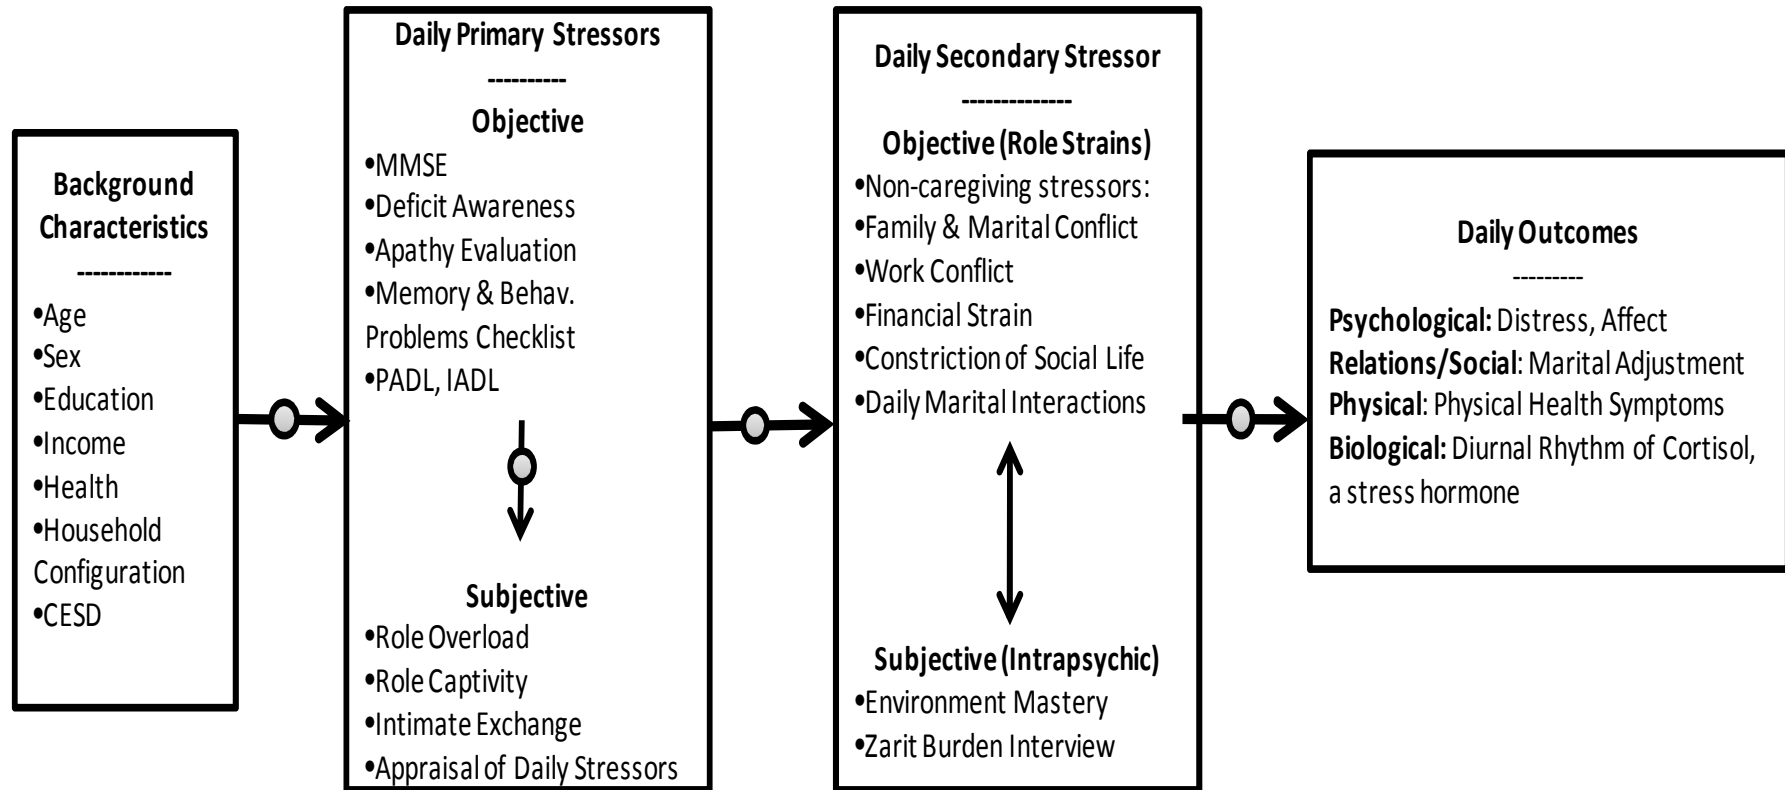 Background
Characteristics
------------
•Age
•Sex
•Education
•Income
•Health
•Household
Configuration
•CESD
Daily Primary Stressors
----------
Objective
•MMSE
•Deficit Awareness
•Apathy Evaluation
•Memory & Behav.
Problems Checklist
•PADL, IADL
Subjective
•Role Overload
•Role Captivity
•Intimate Exchange
•Appraisal of Daily Stressors
Daily Secondary Stressor
--------------
Objective (Role Strains)
•Non-caregiving stressors:
•Family & Marital Conflict
•Work Conflict
•Financial Strain
•Constriction of Social Life
•Daily Marital Interactions
Subjective (Intrapsychic)
•Environment Mastery
•Zarit Burden Interview
Daily Outcomes
---------
Psychological: Distress, Affect
Relations/Social: Marital Adjustment
Physical: Physical Health Symptoms
Biological: Diurnal Rhythm of Cortisol,
a stress hormone